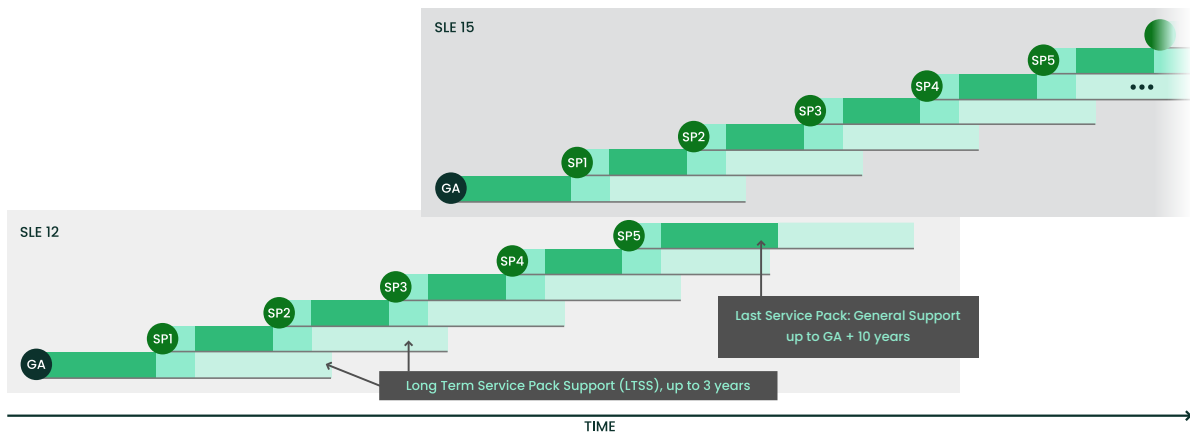 SLE 15
SP5
SP4
•••
SP3
SP2
SP1
GA
SLE 12
SP5
SP4
SP3
SP2
SP1
GA
Last Service Pack: General Support
up to GA + 10 years
Long Term Service Pack Support (LTSS), up to 3 years
TIME